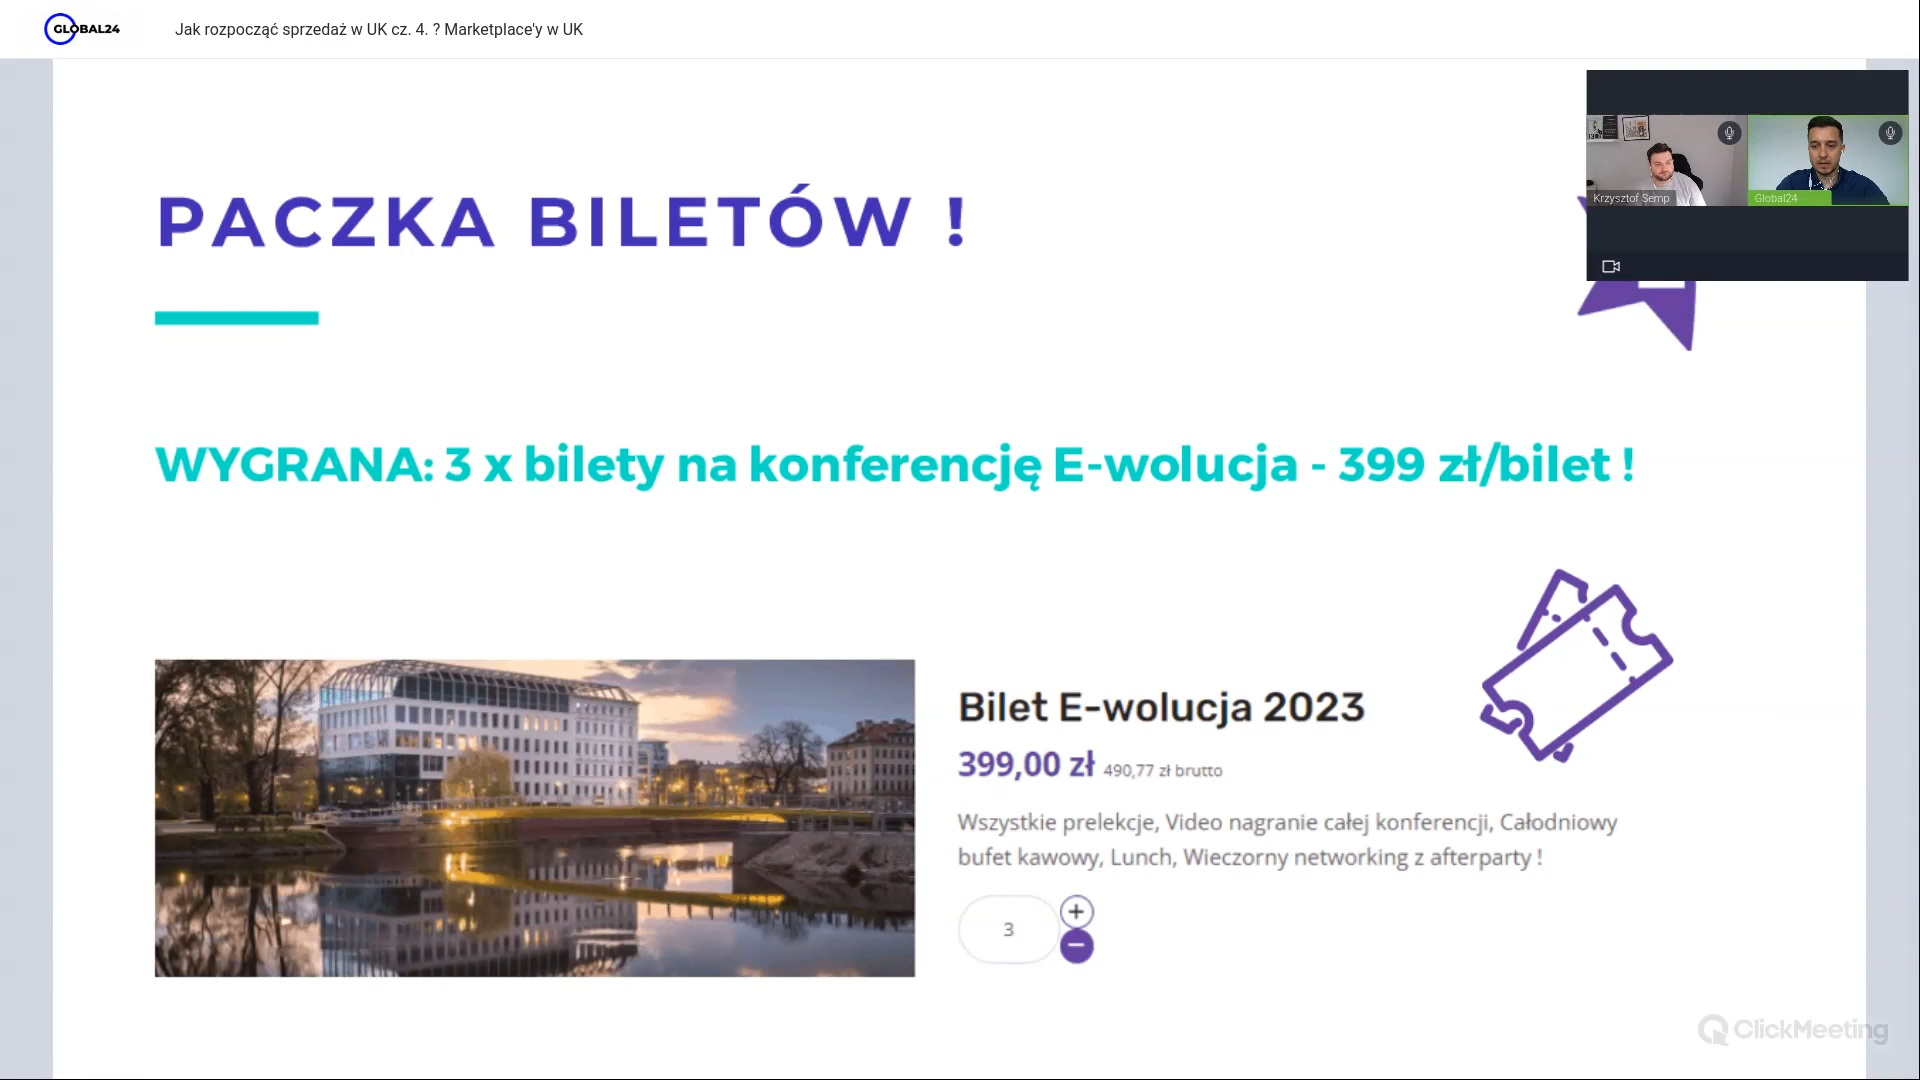 GLOBAL24
Jak rozpocząć sprzedaż w UK cz. 4. ? Marketplace'y w UK
Krzysztof Semp
Global24
PACZKA BILETÓW !
WYGRANA: 3 x bilety na konferencję E-wolucja - 399 zł/bilet !
Bilet E-wolucja 2023
399,00 zł 490,77 zł brutto
Wszystkie prelekcje, Video nagranie całej konferencji, Całodniowy
bufet kawowy, Lunch, Wieczorny networking z afterparty !
3
ClickMeeting